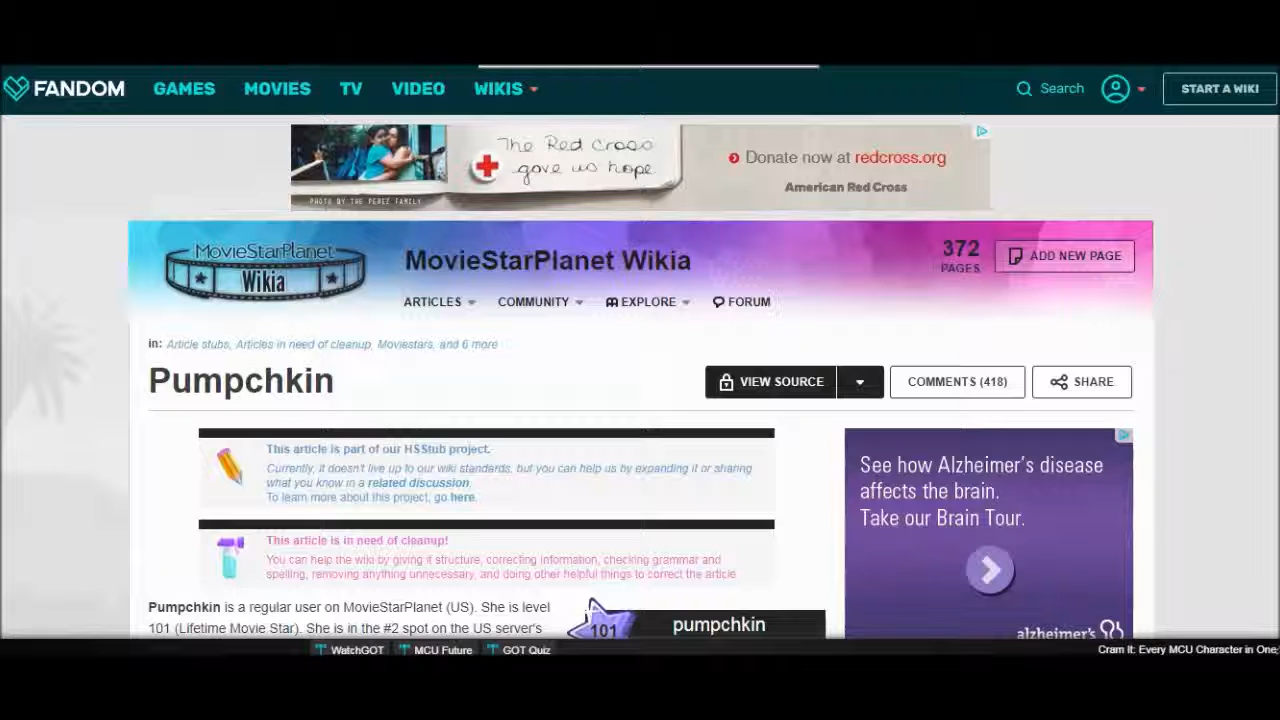 FANDOM GAMES MOVIES TV VIDEO WIKIS Search START A WIKI
The Red Cross
gave us hope
PHOTO BY THE PEREZ FAMILY
Donate now at redcross.org
American Red Cross
MovieStarPlanet
Wikia
MovieStarPlanet Wikia
372
PAGES
ADD NEW PAGE
ARTICLES COMMUNITY EXPLORE FORUM
in: Article stubs, Articles in need of cleanup, Moviestars, and 6 more
Pumpchkin
VIEW SOURCE COMMENTS (418) SHARE
This article is part of our HSStub project.
Currently, it doesn't live up to our wiki standards, but you can help us by expanding it or sharing
what you know in a related discussion.
To learn more about this project, go here.
This article is in need of cleanup!
You can help the wiki by giving it structure, correcting information, checking grammar and
spelling, removing anything unnecessary, and doing other helpful things to correct the article.
See how Alzheimer's disease
affects the brain.
Take our Brain Tour.
alzheimer's
Pumpchkin is a regular user on MovieStarPlanet (US). She is level
101 (Lifetime Movie Star). She is in the #2 spot on the US server's
101
pumpchkin
WatchGOT MCU Future GOT Quiz
Cram It: Every MCU Character in One